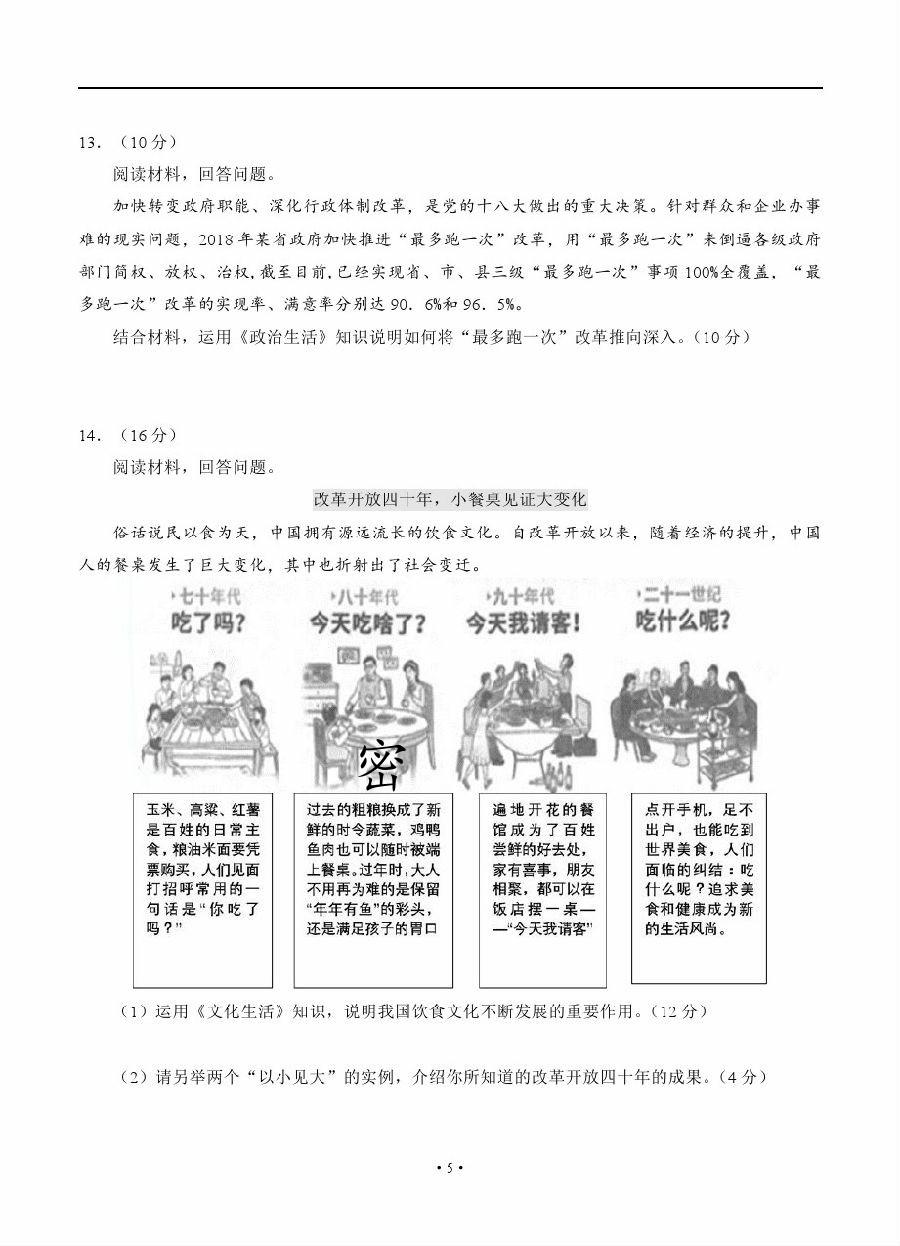 13．（10 分）
阅读材料，回答问题。
加快转变政府职能、深化行政体制改革，是党的十八大做出的重大决策。针对群众和企业办事
难的现实问题，2018 年某省政府加快推进“最多跑一次”改革，用“最多跑一次”来倒逼各级政府
部门简权、放权、治权,截至目前,已经实现省、市、县三级“最多跑一次”事项 100%全覆盖，“最
多跑一次”改革的实现率、满意率分别达 90．6%和 96．5%。
结合材料，运用《政治生活》知识说明如何将“最多跑一次”改革推向深入。（10 分）
14．（16 分）
阅读材料，回答问题。
改革开放四十年，小餐桌见证大变化
俗话说民以食为天，中国拥有源远流长的饮食文化。自改革开放以来，随着经济的提升，中国
人的餐桌发生了巨大变化，其中也折射出了社会变迁。
七十年代
吃了吗？
八十年代
今天吃啥了？
九十年代
今天我请客！
二十一世纪
吃什么呢？
密
玉米、高粱、红薯
是百姓的日常主
食，粮油米面要凭
票购买，人们见面
打招呼常用的一
句话是“你吃了
吗？”
过去的粗粮换成了新
鲜的时令蔬菜，鸡鸭
鱼肉也可以随时被端
上餐桌。过年时，大人
不用再为难的是保留
“年年有鱼”的彩头，
还是满足孩子的胃口
遍地开花的餐
馆成为了百姓
尝鲜的好去处，
家有喜事，朋友
相聚，都可以在
饭店摆一桌—
—“今天我请客”
点开手机，足不
出户，也能吃到
世界美食，人们
面临的纠结：吃
什么呢？追求美
食和健康成为新
的生活风尚。
（1）运用《文化生活》知识，说明我国饮食文化不断发展的重要作用。（12 分）
（2）请另举两个“以小见大”的实例，介绍你所知道的改革开放四十年的成果。（4 分）
·5·